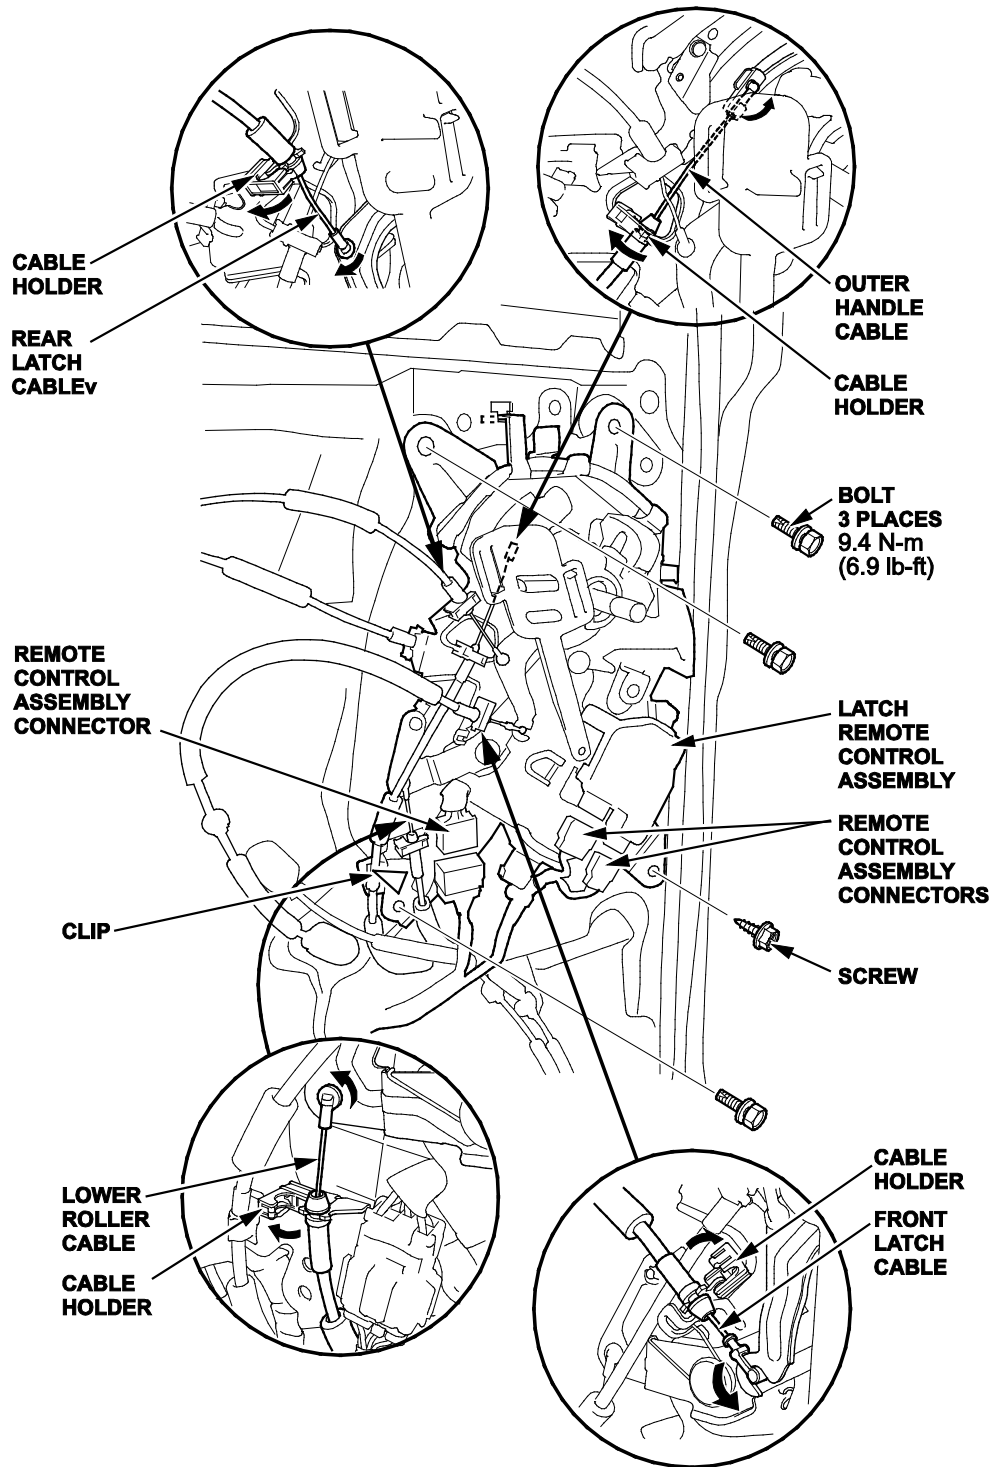 CABLE
HOLDER
REAR
LATCH
CABLEv
OUTER
HANDLE
CABLE
CABLE
HOLDER
BOLT
3 PLACES
9.4 N-m
(6.9 lb-ft)
REMOTE
CONTROL
ASSEMBLY
CONNECTOR
LATCH
REMOTE
CONTROL
ASSEMBLY
REMOTE
CONTROL
ASSEMBLY
CONNECTORS
CLIP
SCREW
LOWER
ROLLER
CABLE
CABLE
HOLDER
CABLE
HOLDER
FRONT
LATCH
CABLE